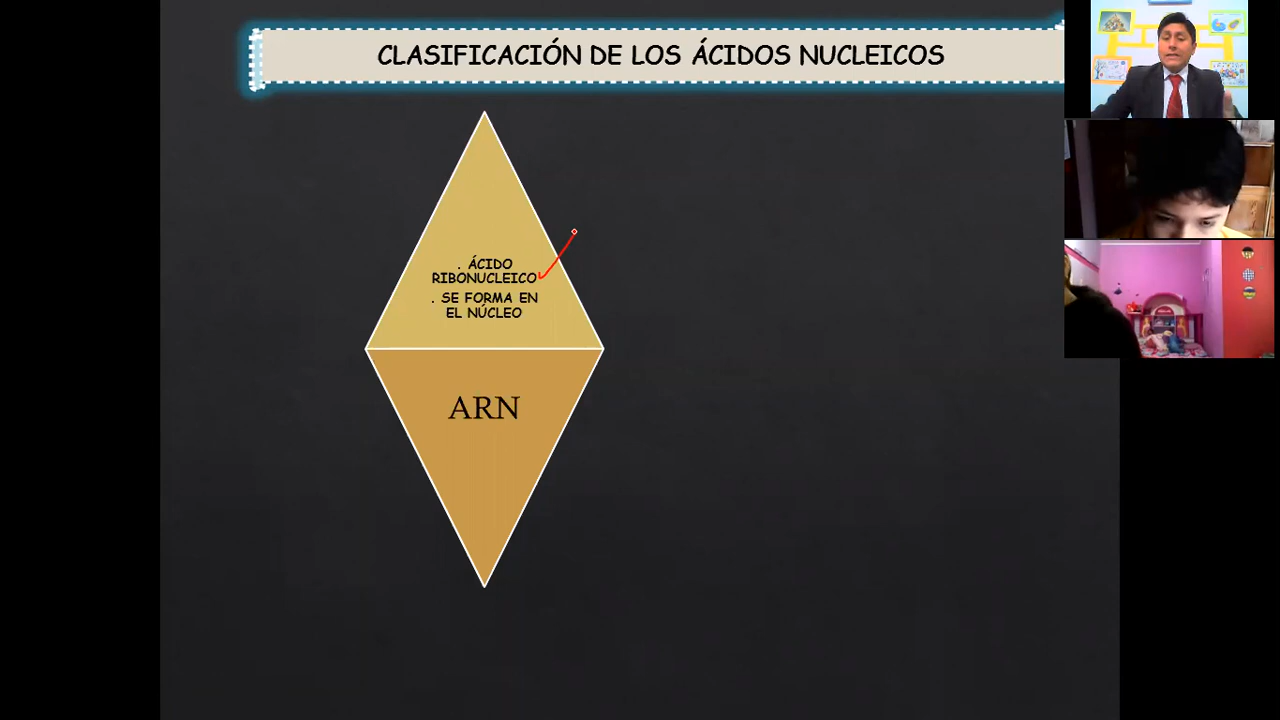 CLASIFICACIÓN DE LOS ÁCIDOS NUCLEICOS
. ÁCIDO
RIBONUCLEICO
. SE FORMA EN
EL NÚCLEO
ARN